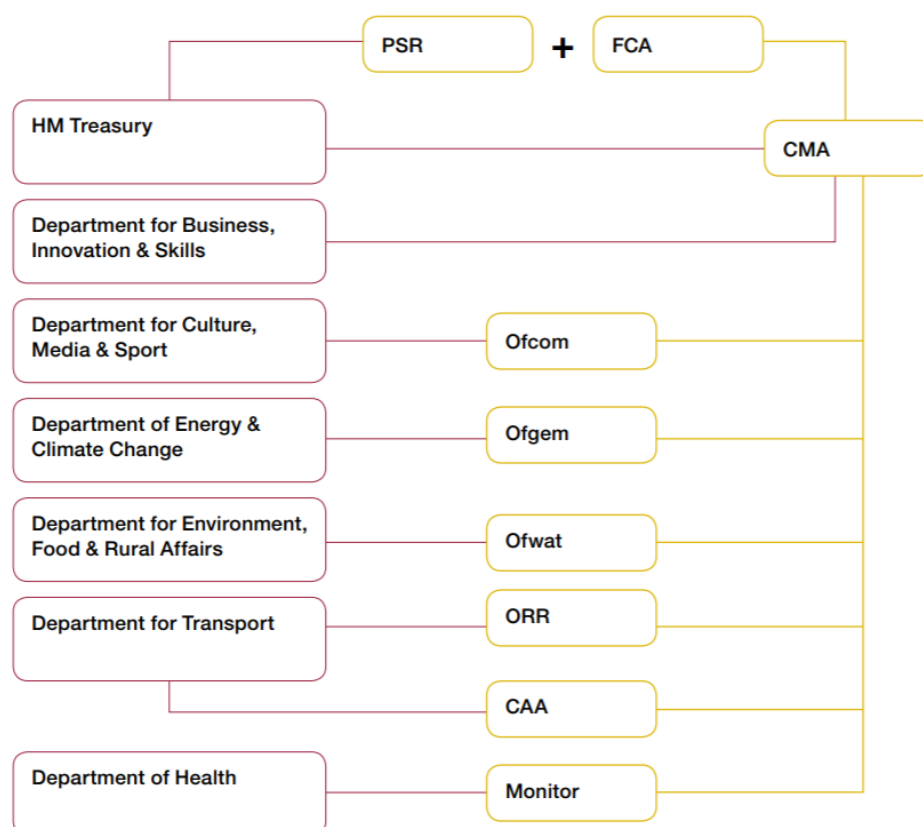 PSR + FCA
HM Treasury
CMA
Department for Business,
Innovation & Skills
Department for Culture,
Media & Sport
Ofcom
Department of Energy &
Climate Change
Ofgem
Department for Environment,
Food & Rural Affairs
Ofwat
Department for Transport
ORR
CAA
Department of Health
Monitor